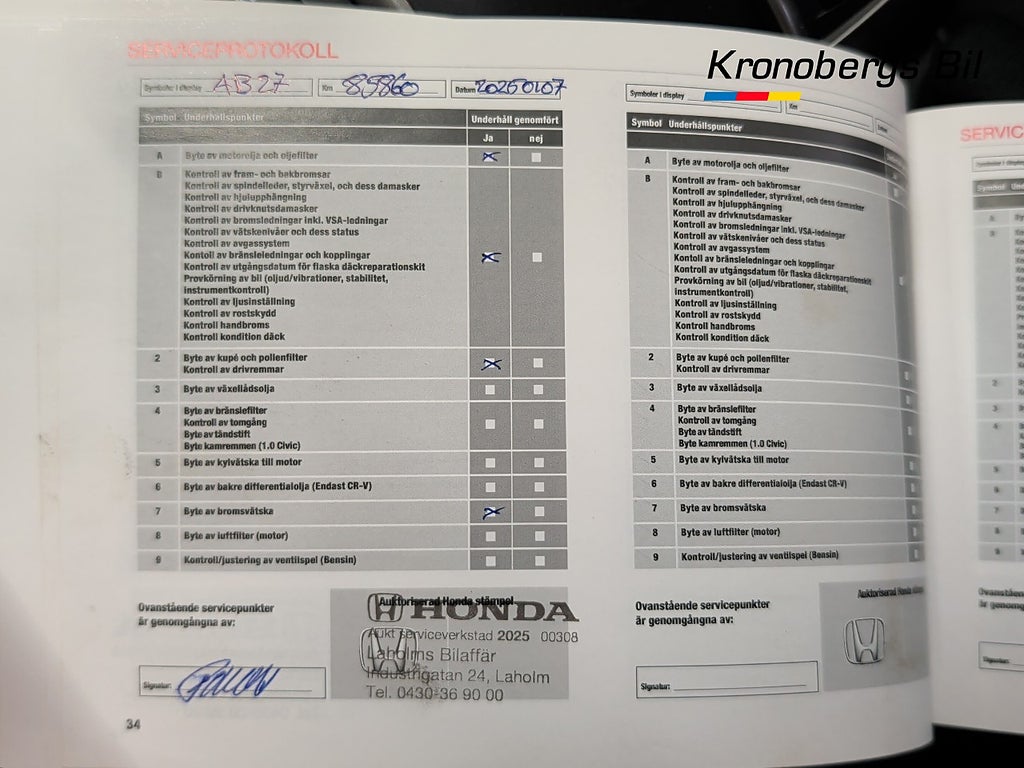 Kronobergs Bil
SERVICEPROTOKOLL
Symboler i display AB27 Km 85860 Datum 20250107
Symbol Underhållspunkter Underhåll genomfört
Ja nej
A Byte av motorolja och oljefilter
B Kontroll av fram- och bakbromsar
Kontroll av spindelleder, styrväxel, och dess damasker
Kontroll av hjulupphängning
Kontroll av drivknutsdamasker
Kontroll av bromsledningar inkl. VSA-ledningar
Kontroll av vätskenivåer och dess status
Kontroll av avgassystem
Kontoll av bränsleledningar och kopplingar
Kontroll av utgångsdatum för flaska däckreparationskit
Provkörning av bil (oljud/vibrationer, stabilitet,
instrumentkontroll)
Kontroll av ljusinställning
Kontroll av rostskydd
Kontroll handbroms
Kontroll kondition däck
2 Byte av kupé och pollenfilter
Kontroll av drivremmar
3 Byte av växellådsolja
4 Byte av bränslefilter
Kontroll av tomgång
Byte av tändstift
Byte kamremmen (1.0 Civic)
5 Byte av kylvätska till motor
6 Byte av bakre differentialolja (Endast CR-V)
7 Byte av bromsvätska
8 Byte av luftfilter (motor)
9 Kontroll/justering av ventilspel (Bensin)
Ovanstående servicepunkter
är genomgångna av:
Signatur:
Auktoriserad Honda stämpel
HONDA
Aukt serviceverkstad 2025 00308
Laholms Bilaffär
Industrigatan 24, Laholm
Tel. 0430-36 90 00
34
Symboler i display Km Datum
Symbol Underhållspunkter
A Byte av motorolja och oljefilter
B Kontroll av fram- och bakbromsar
Kontroll av spindelleder, styrväxel, och dess damasker
Kontroll av hjulupphängning
Kontroll av drivknutsdamasker
Kontroll av bromsledningar inkl. VSA-ledningar
Kontroll av vätskenivåer och dess status
Kontroll av avgassystem
Kontoll av bränsleledningar och kopplingar
Kontroll av utgångsdatum för flaska däckreparationskit
Provkörning av bil (oljud/vibrationer, stabilitet,
instrumentkontroll)
Kontroll av ljusinställning
Kontroll av rostskydd
Kontroll handbroms
Kontroll kondition däck
2 Byte av kupé och pollenfilter
Kontroll av drivremmar
3 Byte av växellådsolja
4 Byte av bränslefilter
Kontroll av tomgång
Byte av tändstift
Byte kamremmen (1.0 Civic)
5 Byte av kylvätska till motor
6 Byte av bakre differentialolja (Endast CR-V)
7 Byte av bromsvätska
8 Byte av luftfilter (motor)
9 Kontroll/justering av ventilspel (Bensin)
Ovanstående servicepunkter
är genomgångna av:
Signatur:
Auktoriserad Honda
SERVIC